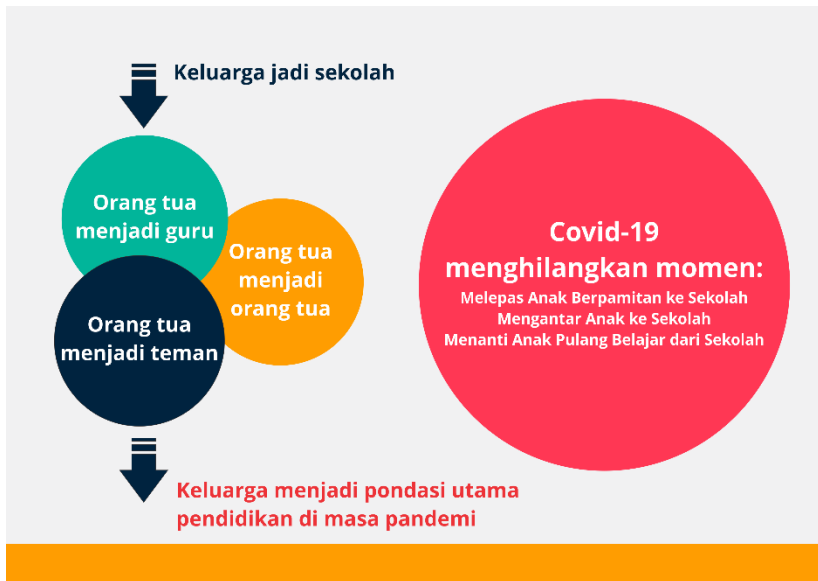 Keluarga jadi sekolah
Orang tua
menjadi guru
Orang tua
menjadi
orang tua
Orang tua
menjadi teman
Keluarga menjadi pondasi utama
pendidikan di masa pandemi
Covid-19
menghilangkan momen:
Melepas Anak Berpamitan ke Sekolah
Mengantar Anak ke Sekolah
Menanti Anak Pulang Belajar dari Sekolah